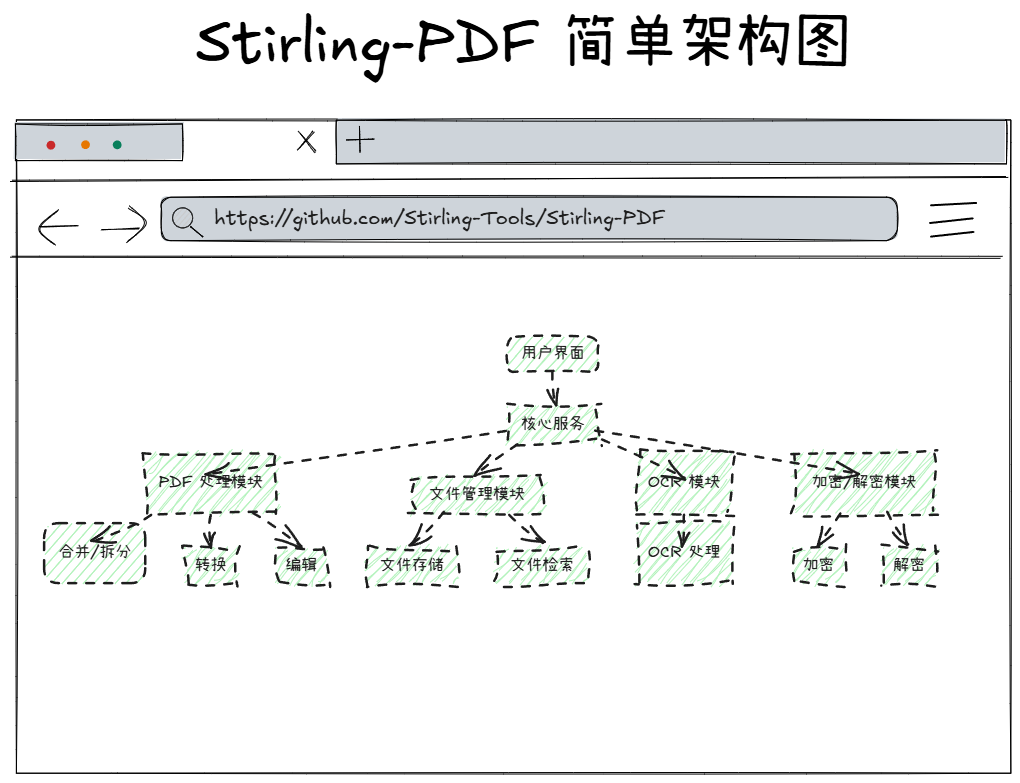 Stirling-PDF 简单架构图
https://github.com/Stirling-Tools/Stirling-PDF
用户界面
核心服务
PDF 处理模块
文件管理模块
OCR 模块
加密/解密模块
合并/拆分
转换
编辑
文件存储
文件检索
OCR 处理
加密
解密